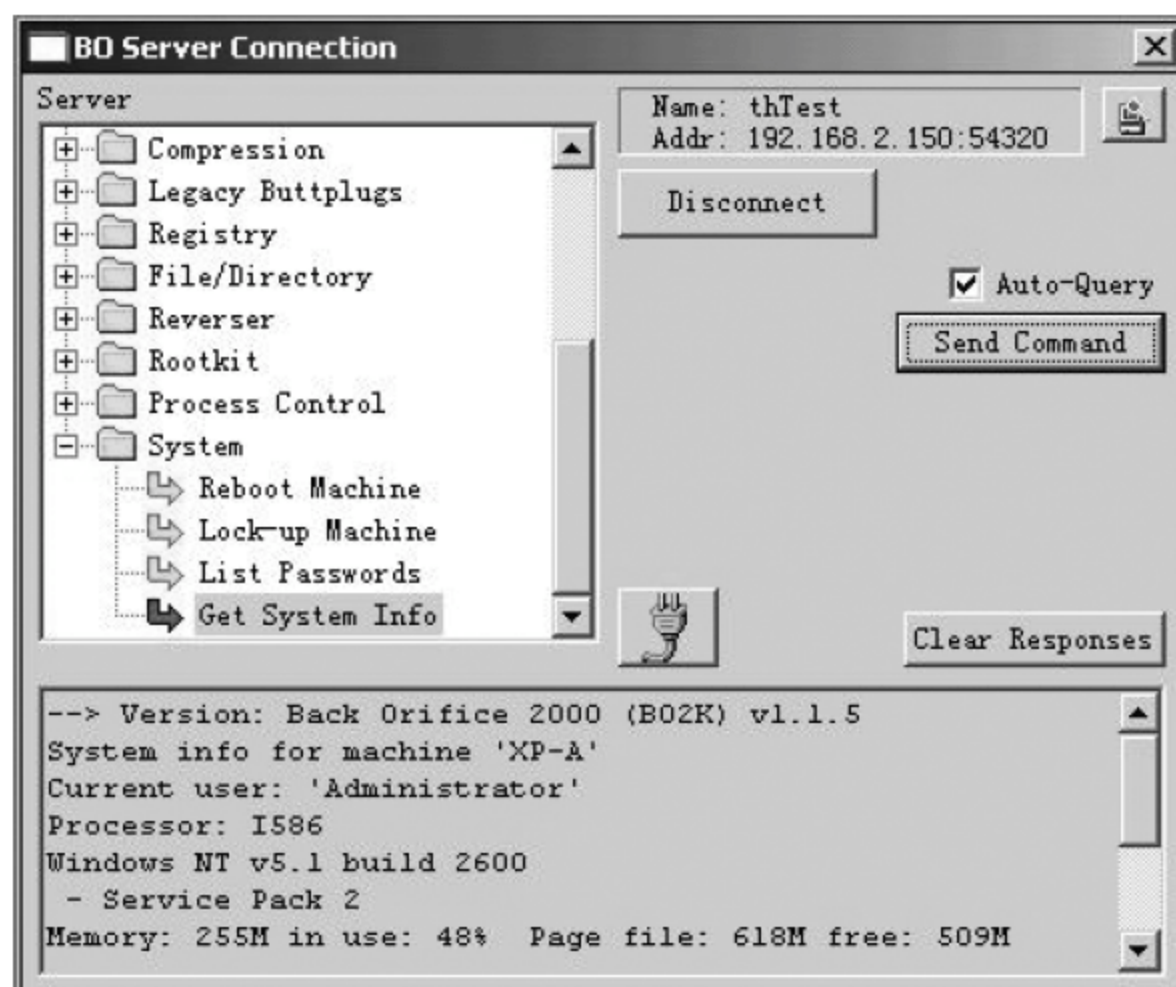 BO Server Connection
Server
Compression
Legacy Buttplugs
Registry
File/Directory
Reverser
Rootkit
Process Control
System
Reboot Machine
Lock-up Machine
List Passwords
Get System Info
Name: thTest
Addr: 192.168.2.150:54320
Disconnect
Auto-Query
Send Command
Clear Responses
--> Version: Back Orifice 2000 (BO2K) v1.1.5
System info for machine 'XP-A'
Current user: 'Administrator'
Processor: I586
Windows NT v5.1 build 2600
- Service Pack 2
Memory: 255M in use: 48% Page file: 618M free: 509M